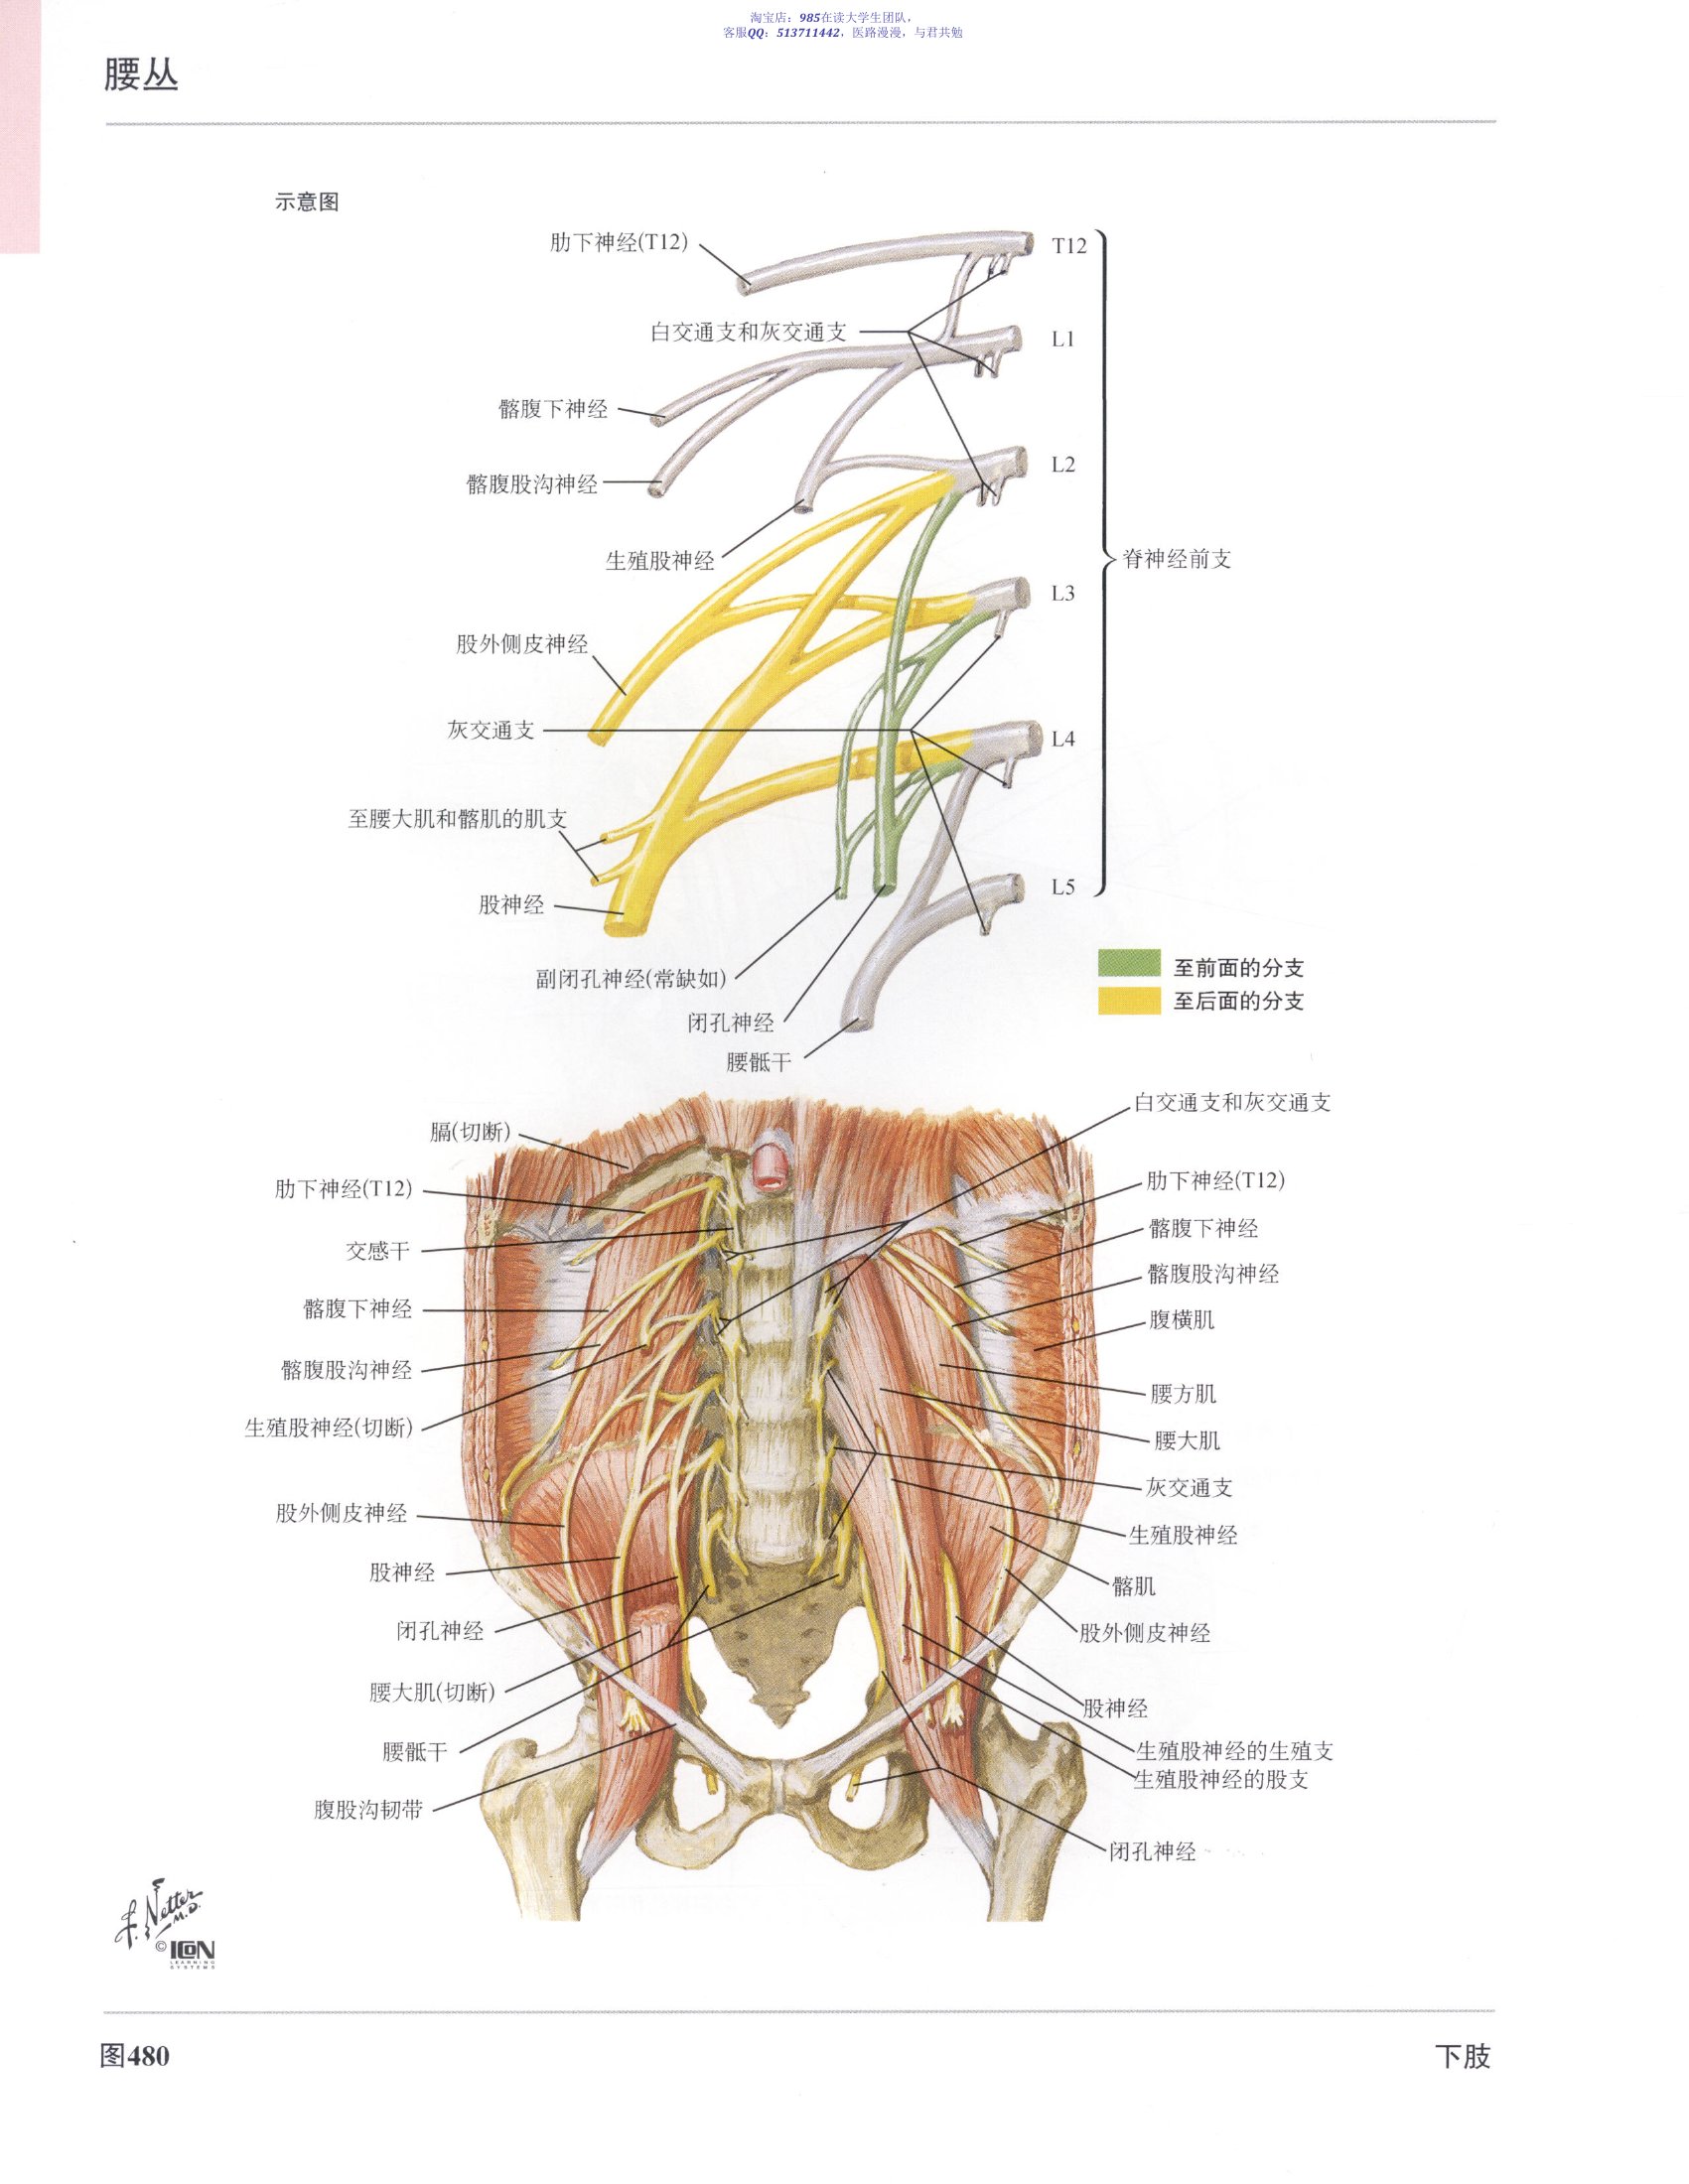 淘宝店：985在读大学生团队，
客服QQ：513711442，医路漫漫，与君共勉
腰丛
示意图
肋下神经(T12)
T12
白交通支和灰交通支
L1
髂腹下神经
L2
髂腹股沟神经
生殖股神经
脊神经前支
L3
股外侧皮神经
灰交通支
L4
至腰大肌和髂肌的肌支
L5
股神经
至前面的分支
副闭孔神经(常缺如)
至后面的分支
闭孔神经
腰骶干
白交通支和灰交通支
膈(切断)
肋下神经(T12)
肋下神经(T12)
髂腹下神经
交感干
髂腹股沟神经
髂腹下神经
腹横肌
髂腹股沟神经
腰方肌
生殖股神经(切断)
腰大肌
灰交通支
股外侧皮神经
生殖股神经
股神经
髂肌
闭孔神经
股外侧皮神经
腰大肌(切断)
股神经
腰骶干
生殖股神经的生殖支
生殖股神经的股支
腹股沟韧带
闭孔神经
F. Netter
M.D.
© ICON
LEARNING
SYSTEMS
图480
下肢